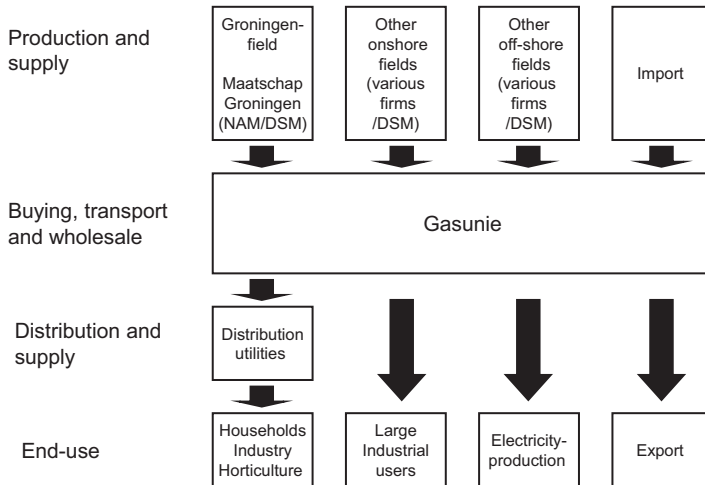 Production and
supply
Groningen-
field
Maatschap
Groningen
(NAM/DSM)
Other
onshore
fields
(various
firms
/DSM)
Other
off-shore
fields
(various
firms
/DSM)
Import
Buying, transport
and wholesale
Gasunie
Distribution and
supply
Distribution
utilities
End-use
Households
Industry
Horticulture
Large
Industrial
users
Electricity-
production
Export